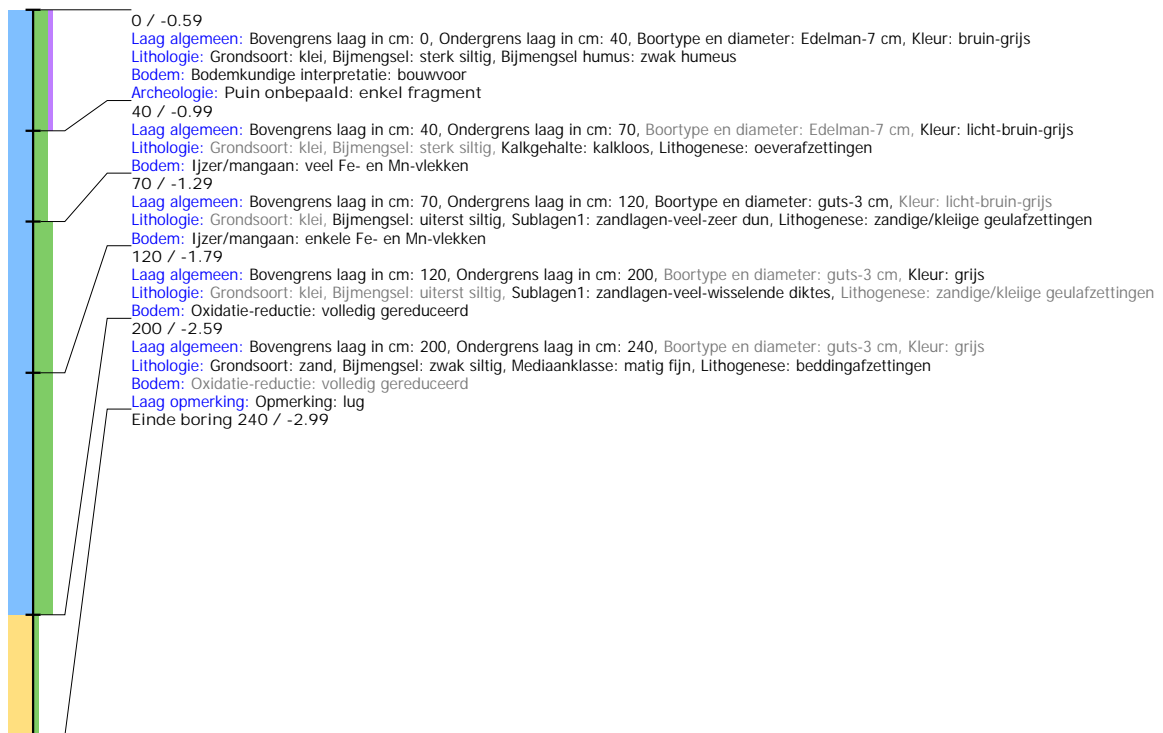 0 / -0.59
Laag algemeen: Bovengrens laag in cm: 0, Ondergrens laag in cm: 40, Boortype en diameter: Edelman-7 cm, Kleur: bruin-grijs
Lithologie: Grondsoort: klei, Bijmengsel: sterk siltig, Bijmengsel humus: zwak humeus
Bodem: Bodemkundige interpretatie: bouwvoor
Archeologie: Puin onbepaald: enkel fragment
40 / -0.99
Laag algemeen: Bovengrens laag in cm: 40, Ondergrens laag in cm: 70, Boortype en diameter: Edelman-7 cm, Kleur: licht-bruin-grijs
Lithologie: Grondsoort: klei, Bijmengsel: sterk siltig, Kalkgehalte: kalkloos, Lithogenese: oeverafzettingen
Bodem: Ijzer/mangaan: veel Fe- en Mn-vlekken
70 / -1.29
Laag algemeen: Bovengrens laag in cm: 70, Ondergrens laag in cm: 120, Boortype en diameter: guts-3 cm, Kleur: licht-bruin-grijs
Lithologie: Grondsoort: klei, Bijmengsel: uiterst siltig, Sublagen1: zandlagen-veel-zeer dun, Lithogenese: zandige/kleiige geulafzettingen
Bodem: Ijzer/mangaan: enkele Fe- en Mn-vlekken
120 / -1.79
Laag algemeen: Bovengrens laag in cm: 120, Ondergrens laag in cm: 200, Boortype en diameter: guts-3 cm, Kleur: grijs
Lithologie: Grondsoort: klei, Bijmengsel: uiterst siltig, Sublagen1: zandlagen-veel-wisselende diktes, Lithogenese: zandige/kleiige geulafzettingen
Bodem: Oxidatie-reductie: volledig gereduceerd
200 / -2.59
Laag algemeen: Bovengrens laag in cm: 200, Ondergrens laag in cm: 240, Boortype en diameter: guts-3 cm, Kleur: grijs
Lithologie: Grondsoort: zand, Bijmengsel: zwak siltig, Mediaanklasse: matig fijn, Lithogenese: beddingafzettingen
Bodem: Oxidatie-reductie: volledig gereduceerd
Laag opmerking: Opmerking: lug
Einde boring 240 / -2.99